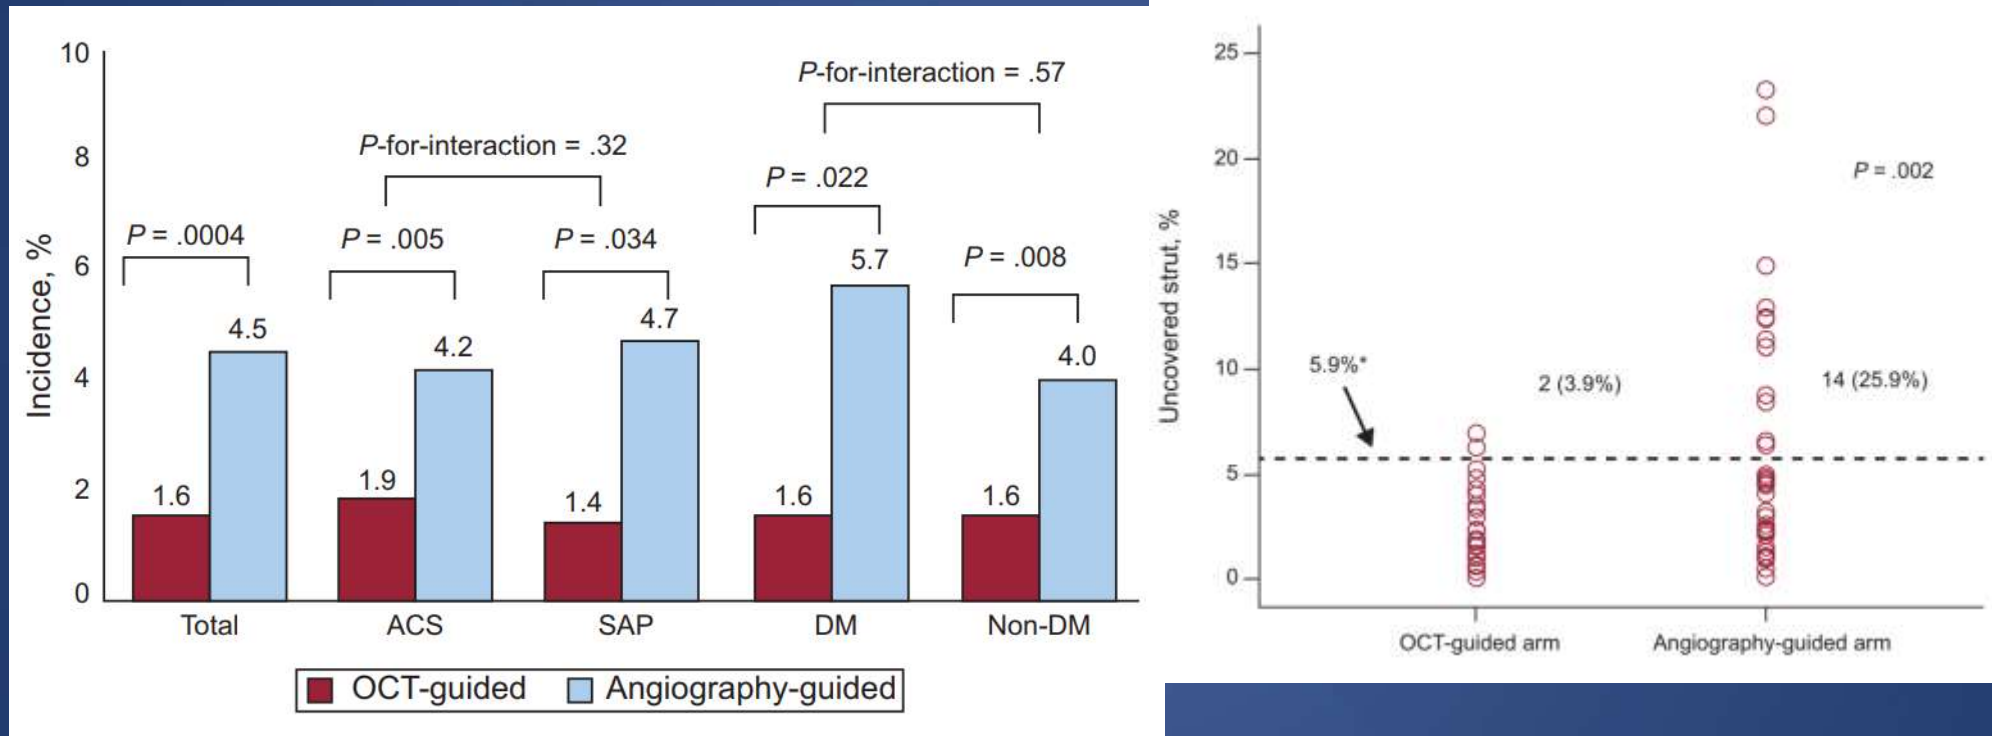 10
8
6
4
2
0
Incidence, %
P-for-interaction = .57
P-for-interaction = .32
P = .022
P = .0004
P = .005
P = .034
P = .008
1.6
4.5
1.9
4.2
1.4
4.7
1.6
5.7
1.6
4.0
Total
ACS
SAP
DM
Non-DM
OCT-guided
Angiography-guided
25
20
15
10
5
0
Uncovered strut, %
P = .002
5.9%*
2 (3.9%)
14 (25.9%)
OCT-guided arm
Angiography-guided arm